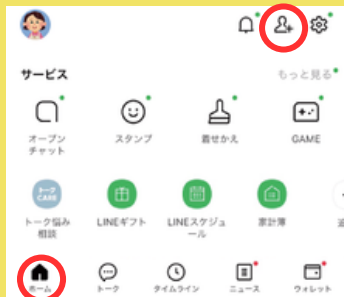 サービス
もっと見る
オープン
チャット
スタンプ
着せかえ
GAME
トーク
CARE
トーク悩み
相談
LINEギフト
LINEスケジュ
ール
家計簿
追
ホーム
トーク
タイムライン
ニュース
ウォレット